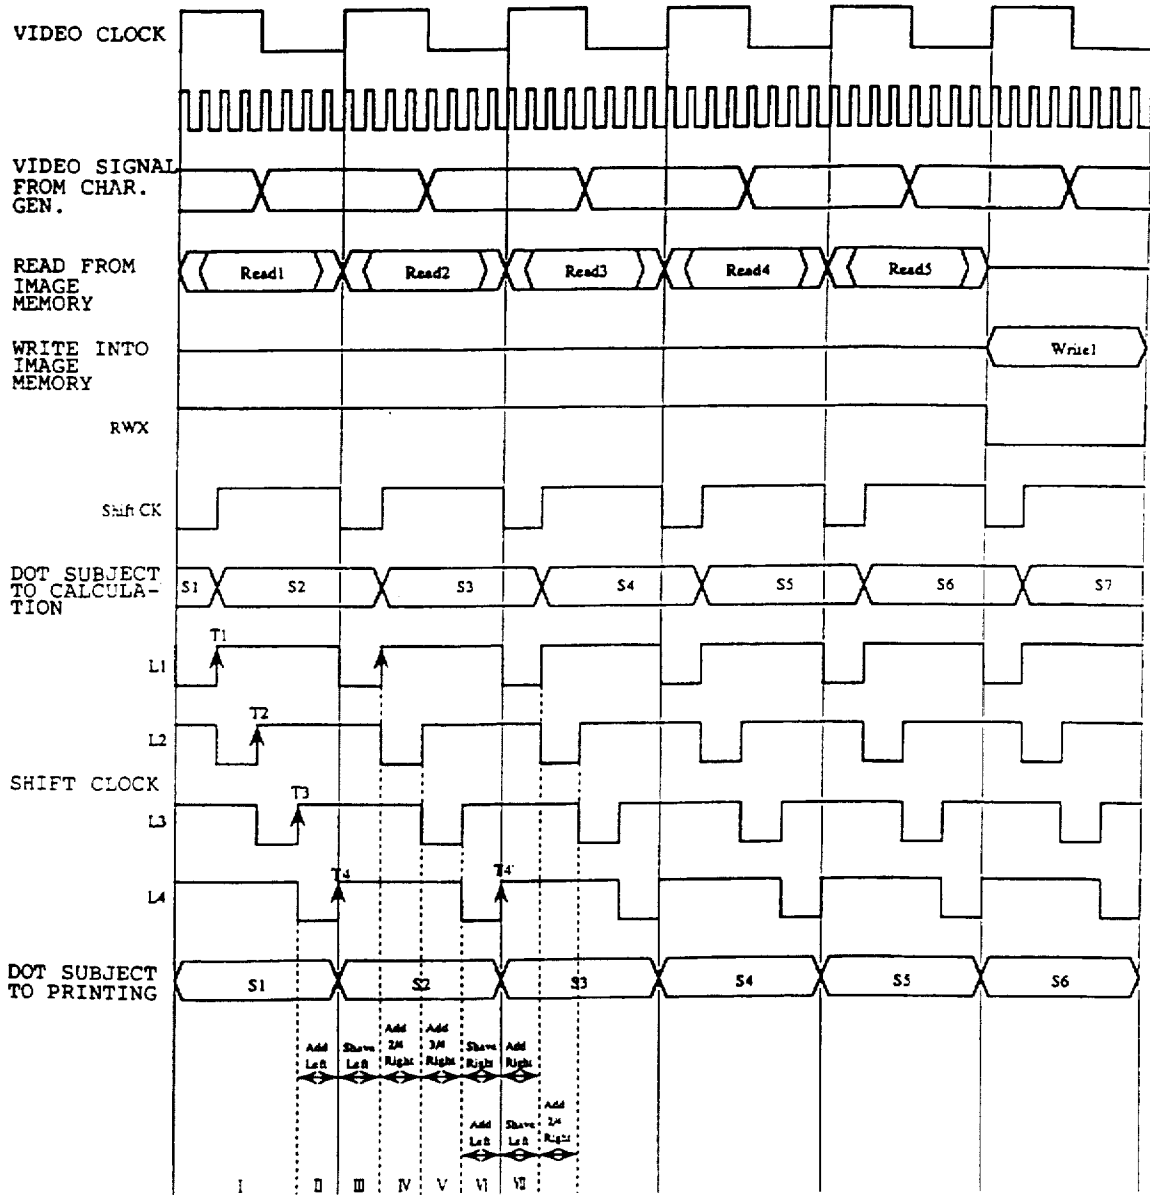 VIDEO CLOCK
VIDEO SIGNAL
FROM CHAR.
GEN.
READ FROM
IMAGE
MEMORY
Read1 Read2 Read3 Read4 Read5
WRITE INTO
IMAGE
MEMORY
Write1
RWX
Shift CK
DOT SUBJECT
TO CALCULA-
TION
S1 S2 S3 S4 S5 S6 S7
T1
L1
T2
L2
SHIFT CLOCK
T3
L3
T4 T4'
L4
DOT SUBJECT
TO PRINTING
S1 S2 S3 S4 S5 S6
Add Left
Shave Left
Add 2/4 Right
Add 3/4 Right
Shave Right
Add Right
Add Left
Shave Left
Add 2/4 Right
I II III IV V VI VII